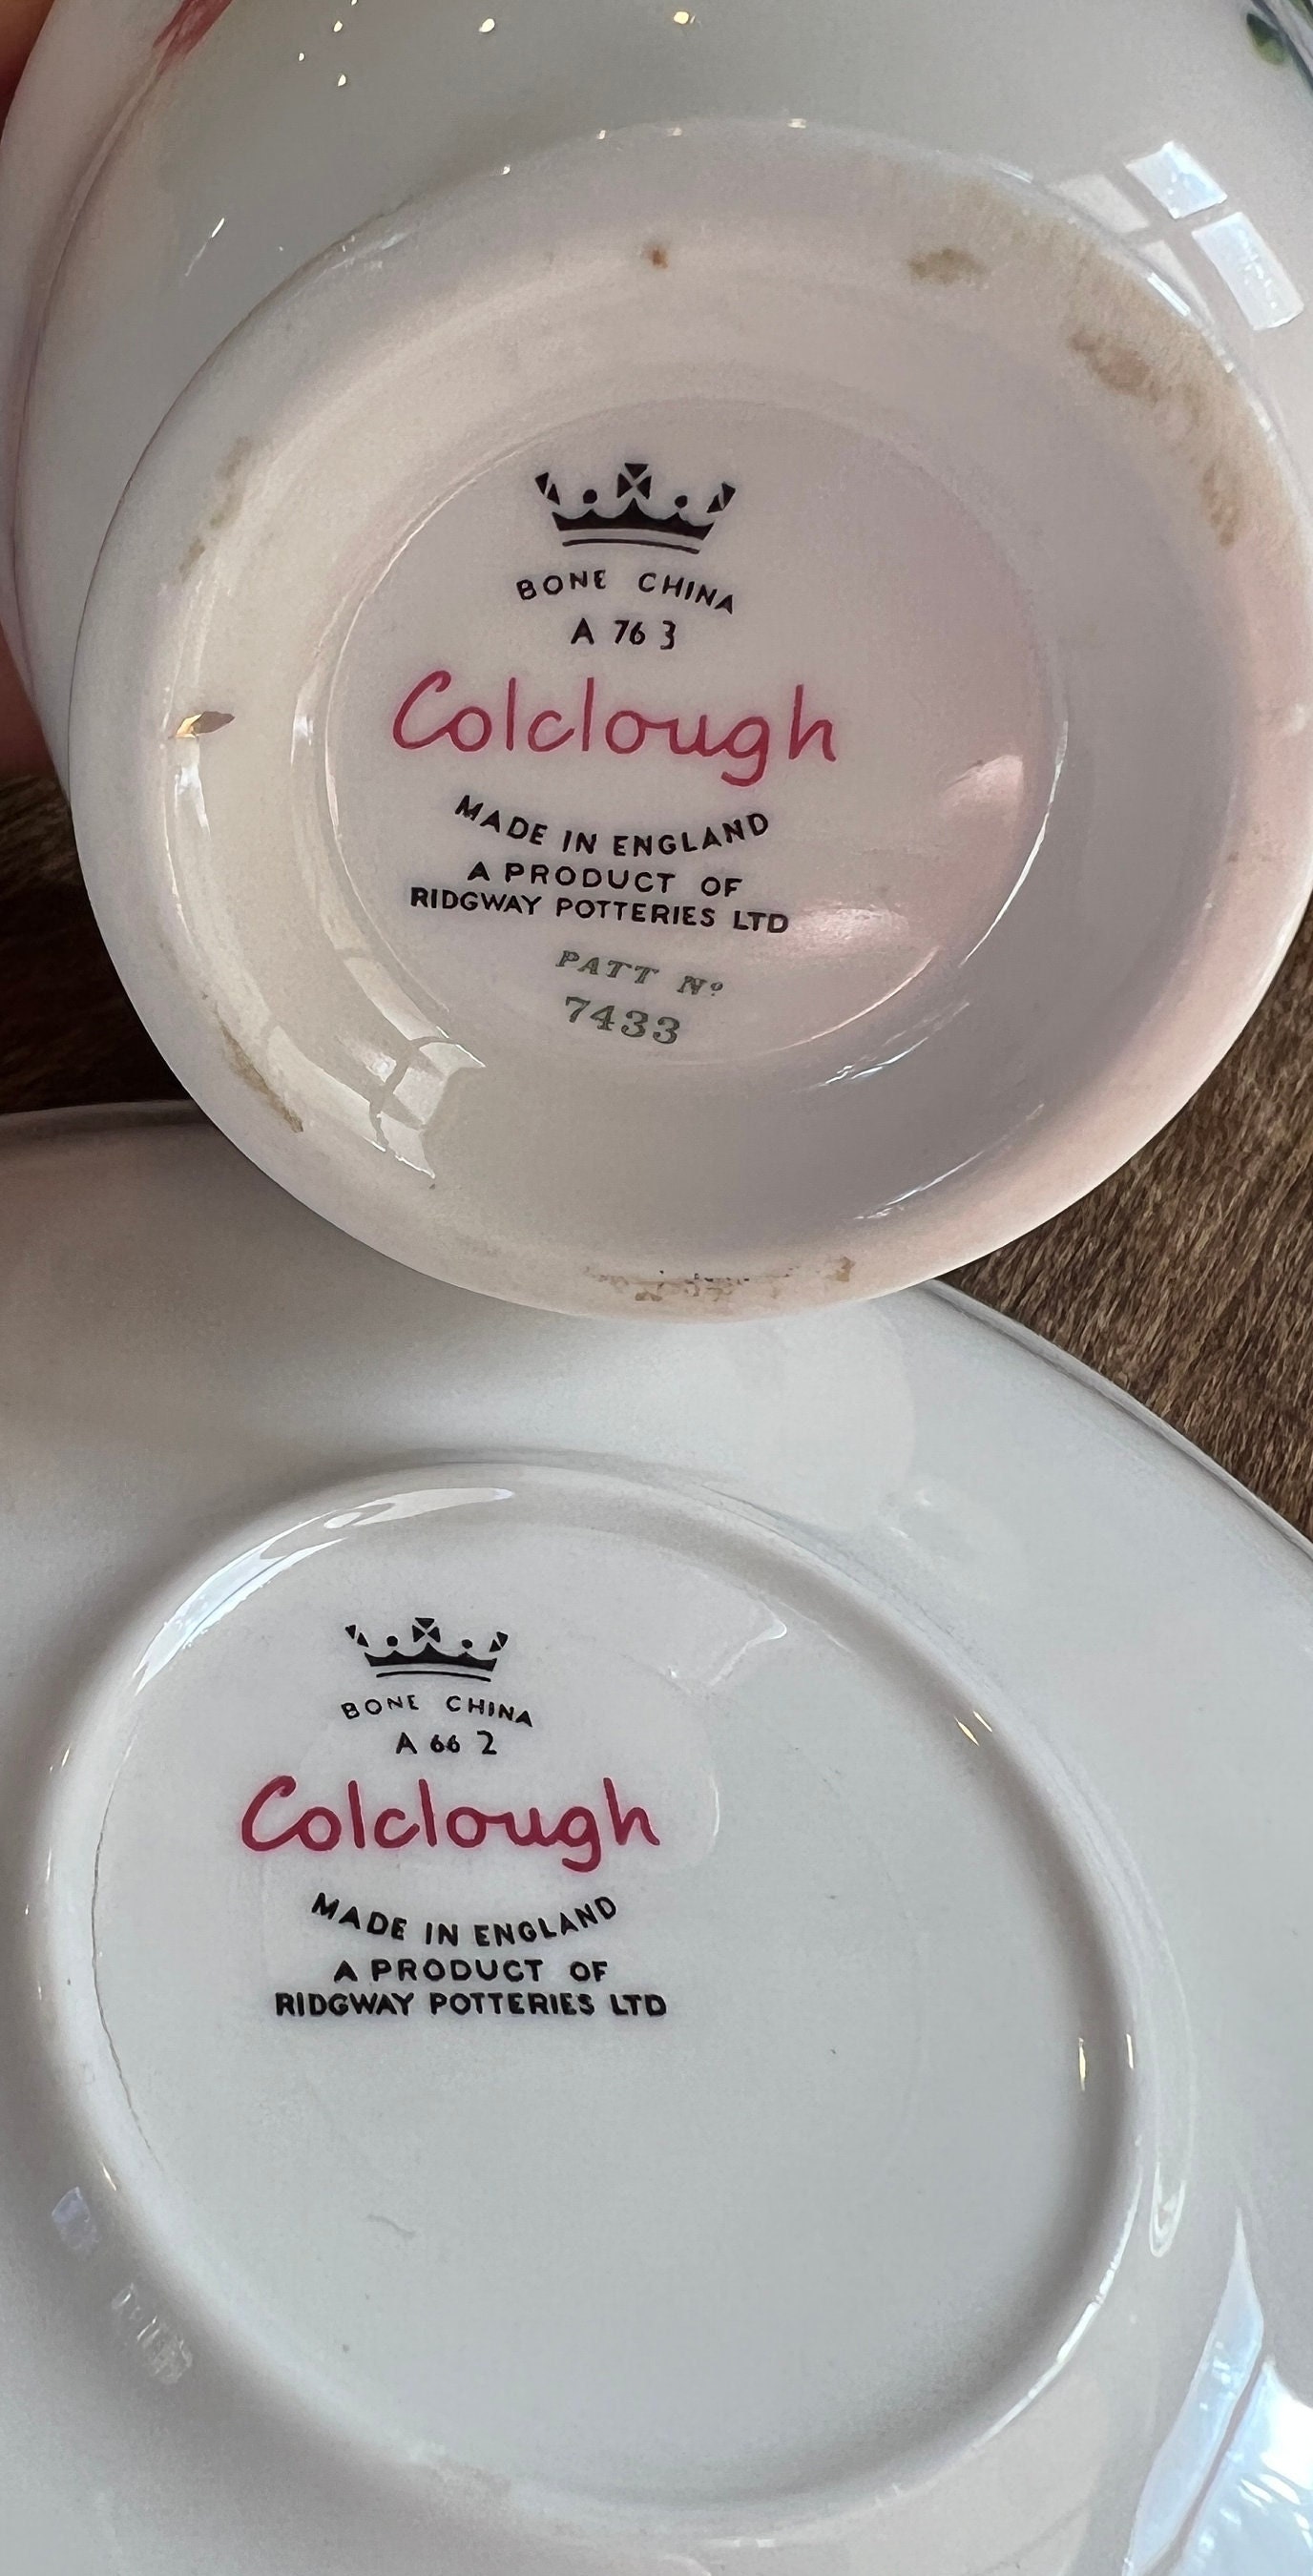 BONE CHINA
A 76 3
Colclough
MADE IN ENGLAND
A PRODUCT OF
RIDGWAY POTTERIES LTD
PATT Nº
7433
BONE CHINA
A 66 2
Colclough
MADE IN ENGLAND
A PRODUCT OF
RIDGWAY POTTERIES LTD